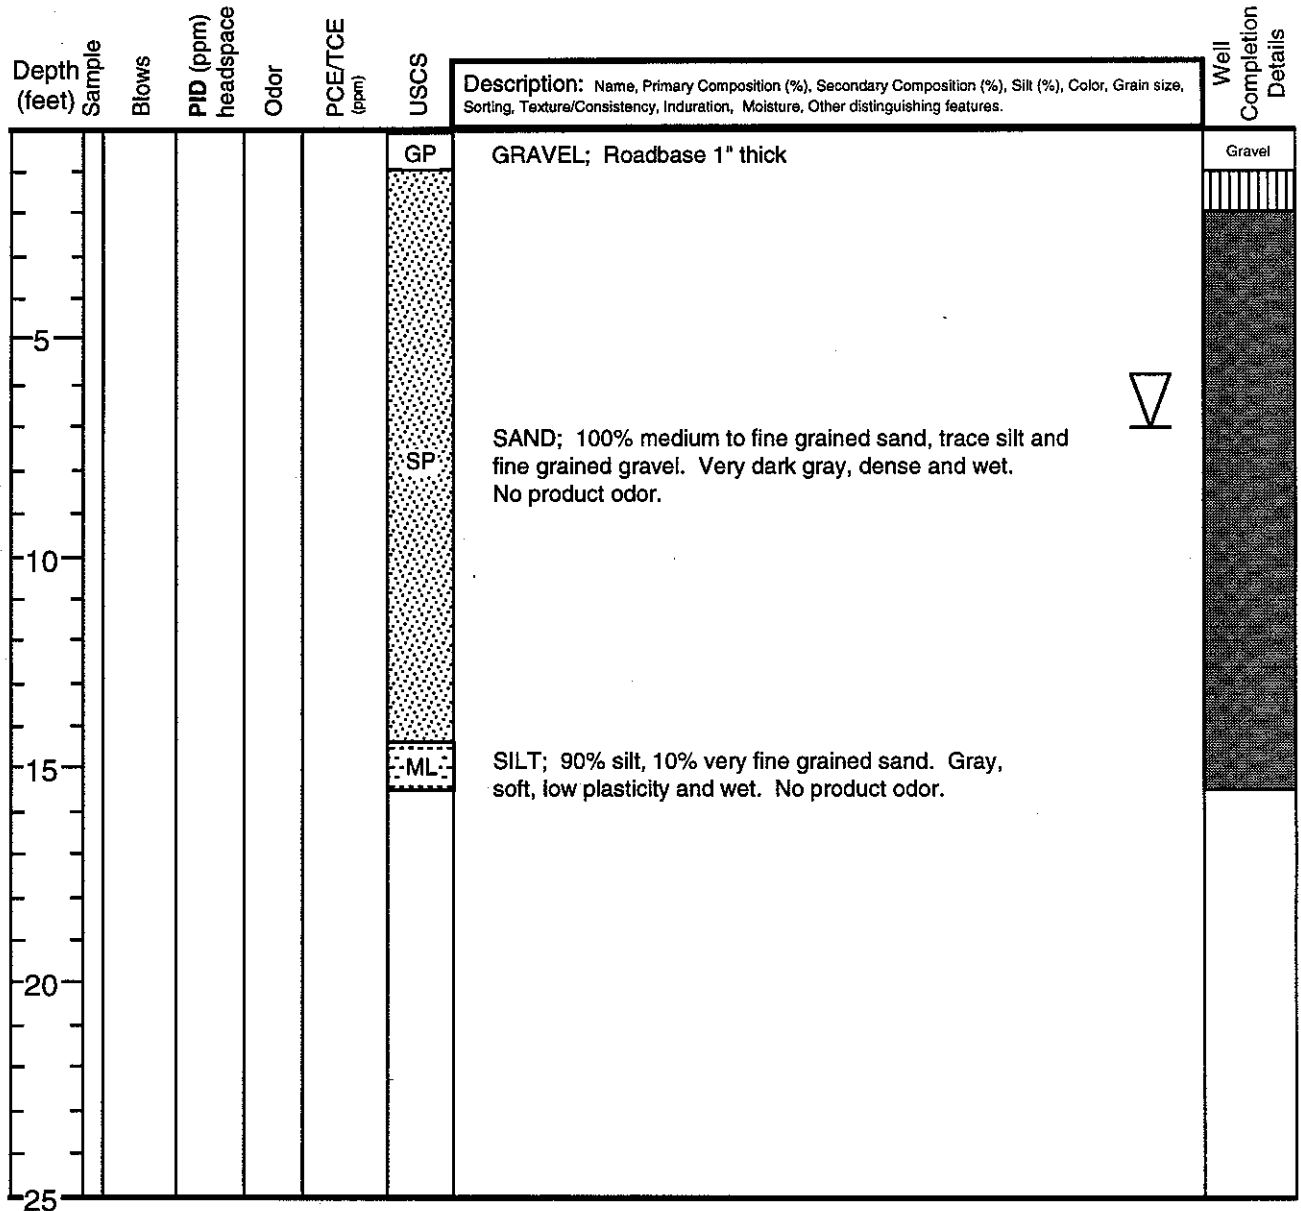 Depth
(feet)
Sample
Blows
PID (ppm)
headspace
Odor
PCE/TCE
(ppm)
USCS
Description: Name, Primary Composition (%), Secondary Composition (%), Silt (%), Color, Grain size,
Sorting, Texture/Consistency, Induration, Moisture, Other distinguishing features.
Well
Completion
Details
GP
GRAVEL; Roadbase 1" thick
Gravel
5
SP
SAND; 100% medium to fine grained sand, trace silt and
fine grained gravel. Very dark gray, dense and wet.
No product odor.
10
15
ML
SILT; 90% silt, 10% very fine grained sand. Gray,
soft, low plasticity and wet. No product odor.
20
25